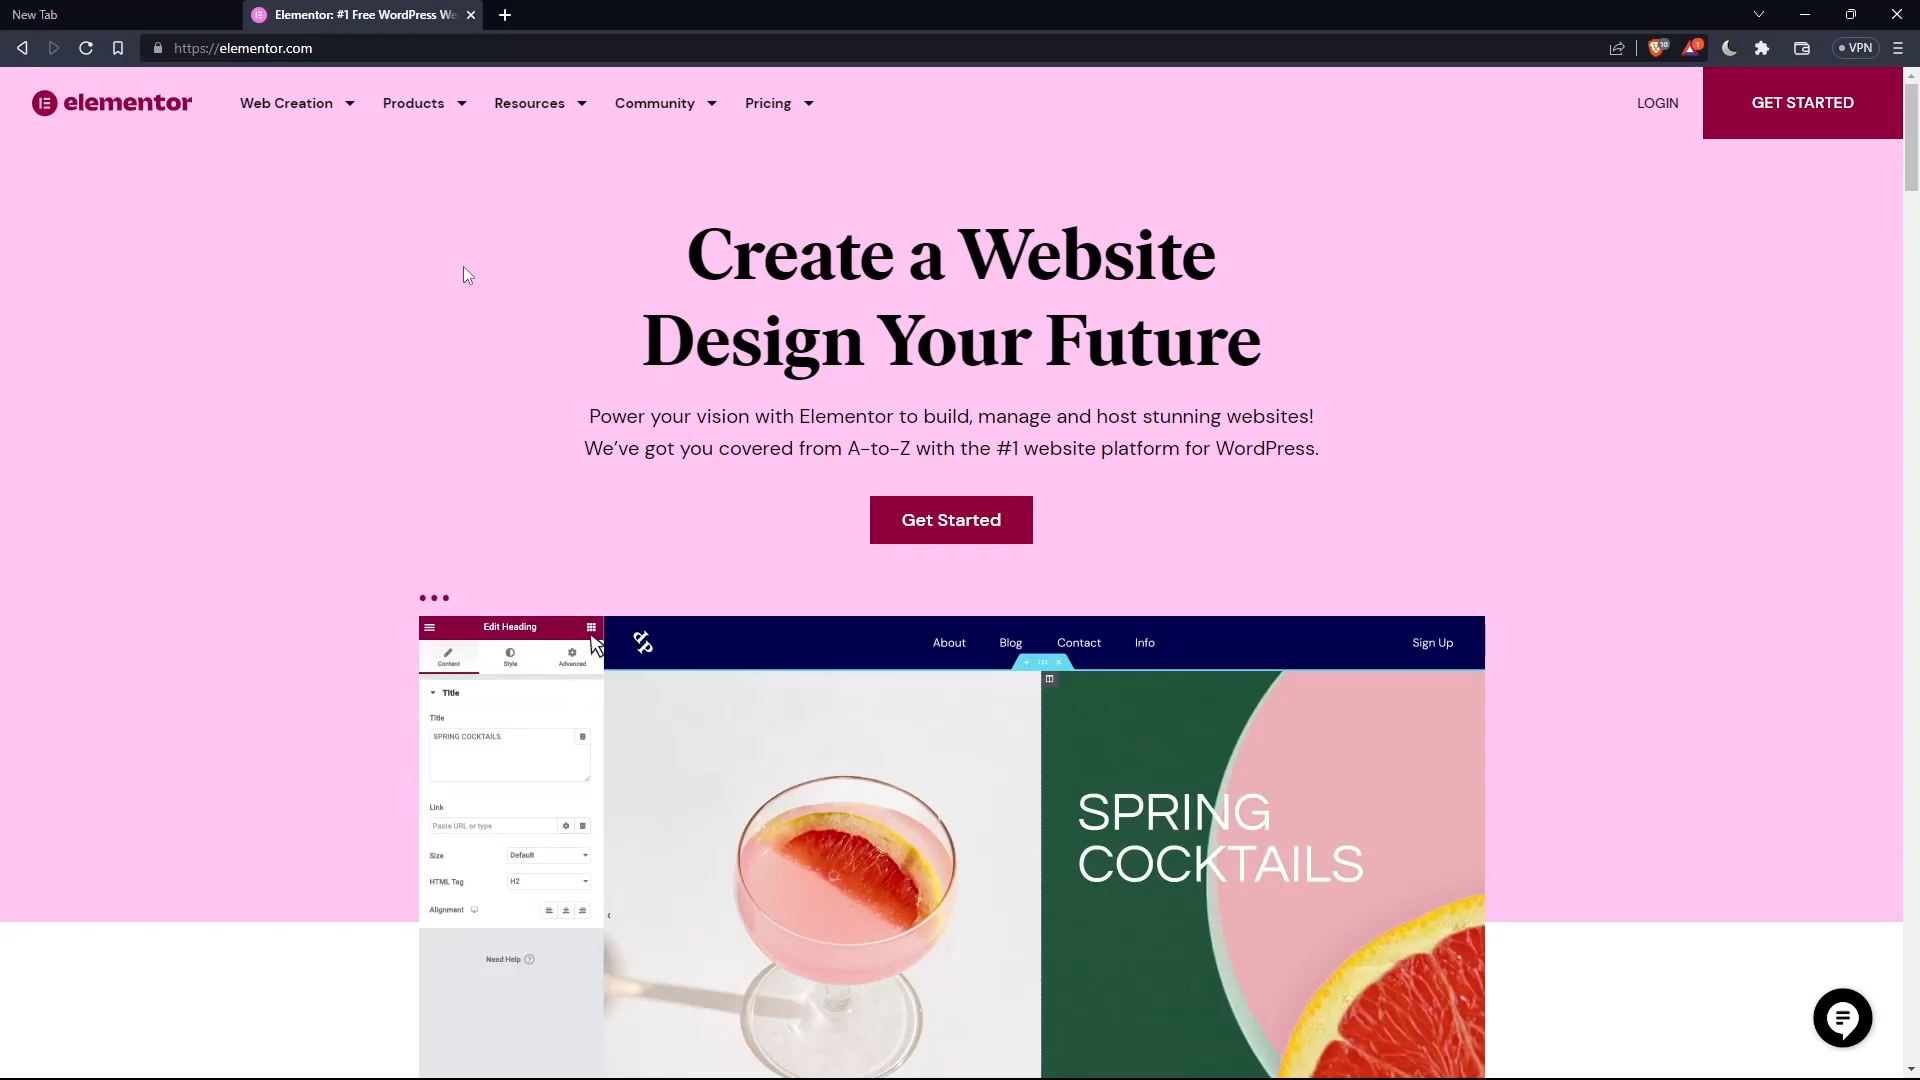 New Tab
Elementor: #1 Free WordPress We
https://elementor.com
10
1
VPN
elementor
Web Creation
Products
Resources
Community
Pricing
LOGIN
GET STARTED
Create a Website
Design Your Future
Power your vision with Elementor to build, manage and host stunning websites!
We've got you covered from A-to-Z with the #1 website platform for WordPress.
Get Started
Edit Heading
Content
Style
Advanced
Title
Title
SPRING COCKTAILS
Link
Paste URL or type
Size
Default
HTML Tag
H2
Alignment
Need Help ?
About
Blog
Contact
Info
Sign Up
SPRING
COCKTAILS